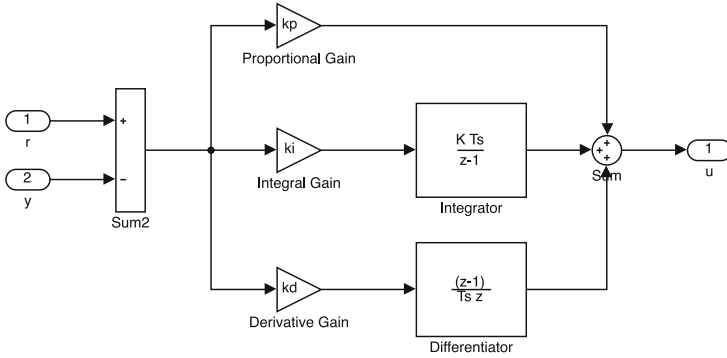 kp
Proportional Gain
1
r
+
2
y
−
Sum2
ki
Integral Gain
K Ts
z-1
Integrator
+
+
+
Sum
1
u
kd
Derivative Gain
(z-1)
Ts z
Differentiator